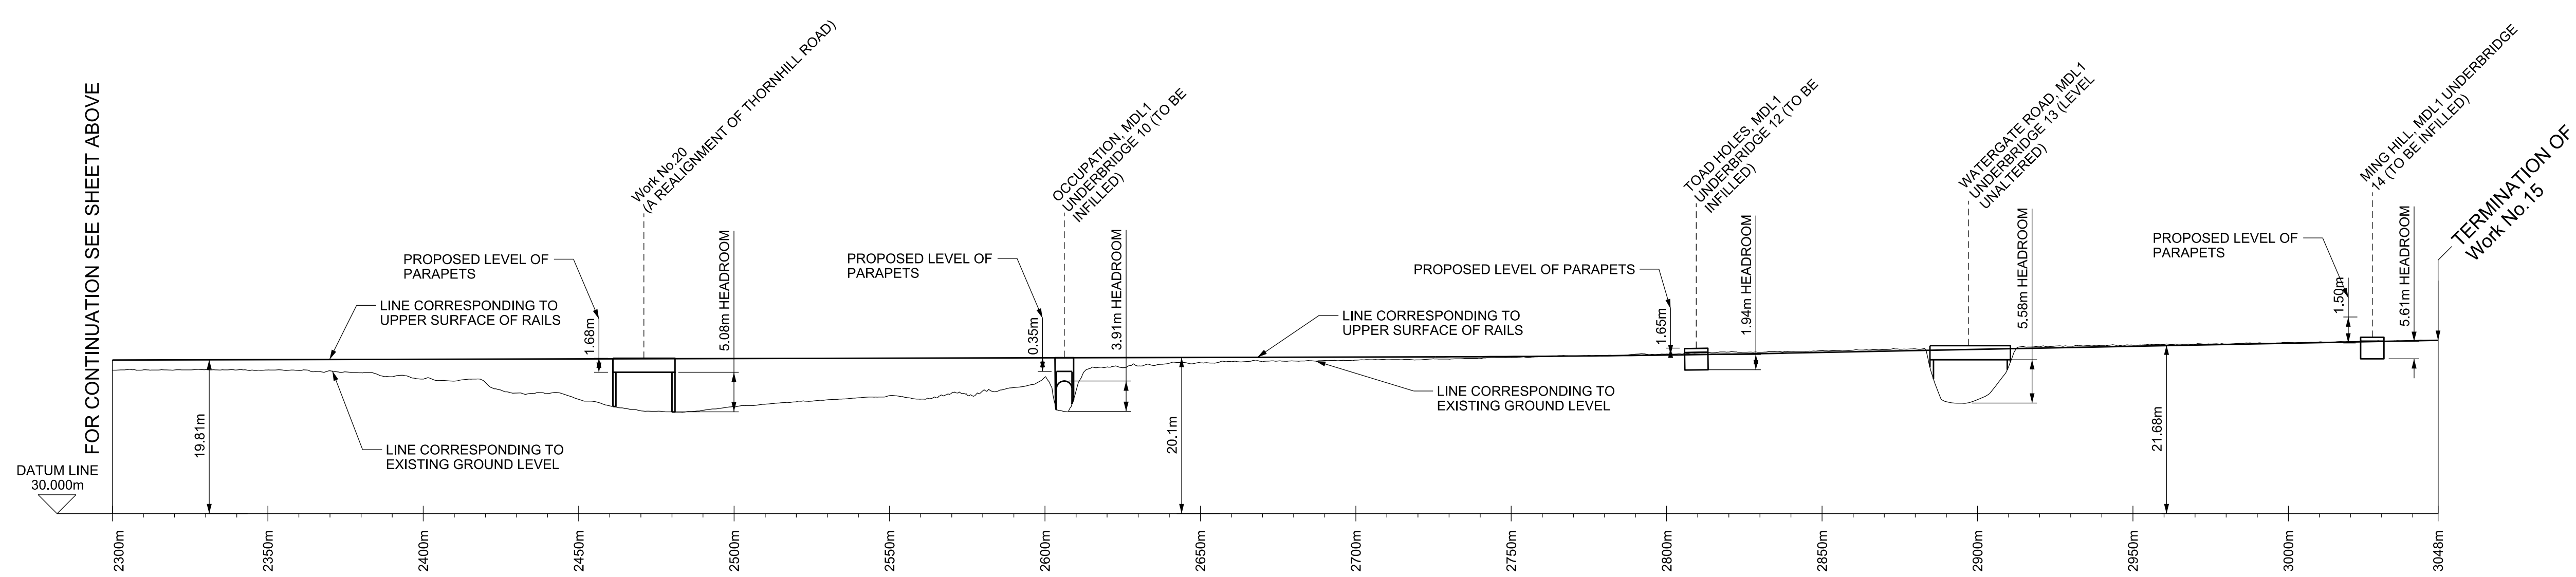 FOR CONTINUATION SEE SHEET ABOVE
DATUM LINE
30.000m
19.81m
LINE CORRESPONDING TO
UPPER SURFACE OF RAILS
LINE CORRESPONDING TO
EXISTING GROUND LEVEL
PROPOSED LEVEL OF
PARAPETS
1.68m
Work No.20
(A REALIGNMENT OF THORNHILL ROAD)
5.08m HEADROOM
PROPOSED LEVEL OF
PARAPETS
0.35m
OCCUPATION, MDL1
UNDERBRIDGE 10 (TO BE
INFILLED)
3.91m HEADROOM
20.1m
LINE CORRESPONDING TO
UPPER SURFACE OF RAILS
LINE CORRESPONDING TO
EXISTING GROUND LEVEL
PROPOSED LEVEL OF PARAPETS
1.65m
TOAD HOLES, MDL1
UNDERBRIDGE 12 (TO BE
INFILLED)
1.94m HEADROOM
WATERGATE ROAD, MDL1
UNDERBRIDGE 13 (LEVEL
UNALTERED)
5.58m HEADROOM
21.68m
PROPOSED LEVEL OF
PARAPETS
1.50m
MING HILL, MDL1 UNDERBRIDGE
14 (TO BE INFILLED)
5.61m HEADROOM
TERMINATION OF
Work No.15
2300m
2350m
2400m
2450m
2500m
2550m
2600m
2650m
2700m
2750m
2800m
2850m
2900m
2950m
3000m
3048m